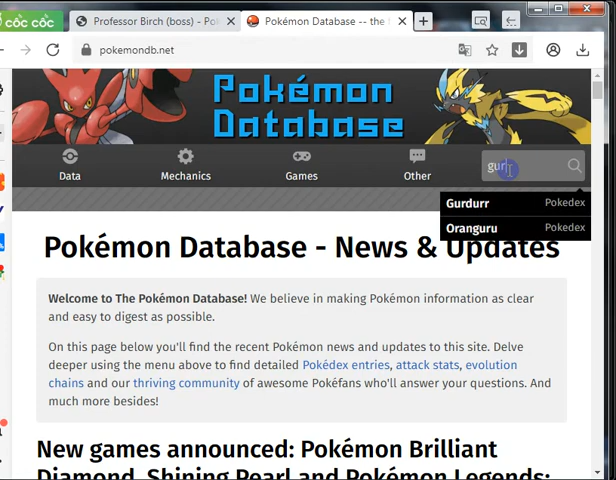 cốc cốc
Professor Birch (boss) - Po
Pokémon Database -- the
pokemondb.net
Pokémon
Database
Data
Mechanics
Games
Other
gur
Gurdurr Pokedex
Oranguru Pokedex
Pokémon Database - News & Updates
Welcome to The Pokémon Database! We believe in making Pokémon information as clear
and easy to digest as possible.
On this page below you'll find the recent Pokémon news and updates to this site. Delve
deeper using the menu above to find detailed Pokédex entries, attack stats, evolution
chains and our thriving community of awesome Pokéfans who'll answer your questions. And
much more besides!
New games announced: Pokémon Brilliant
Diamond, Shining Pearl and Pokémon Legends: